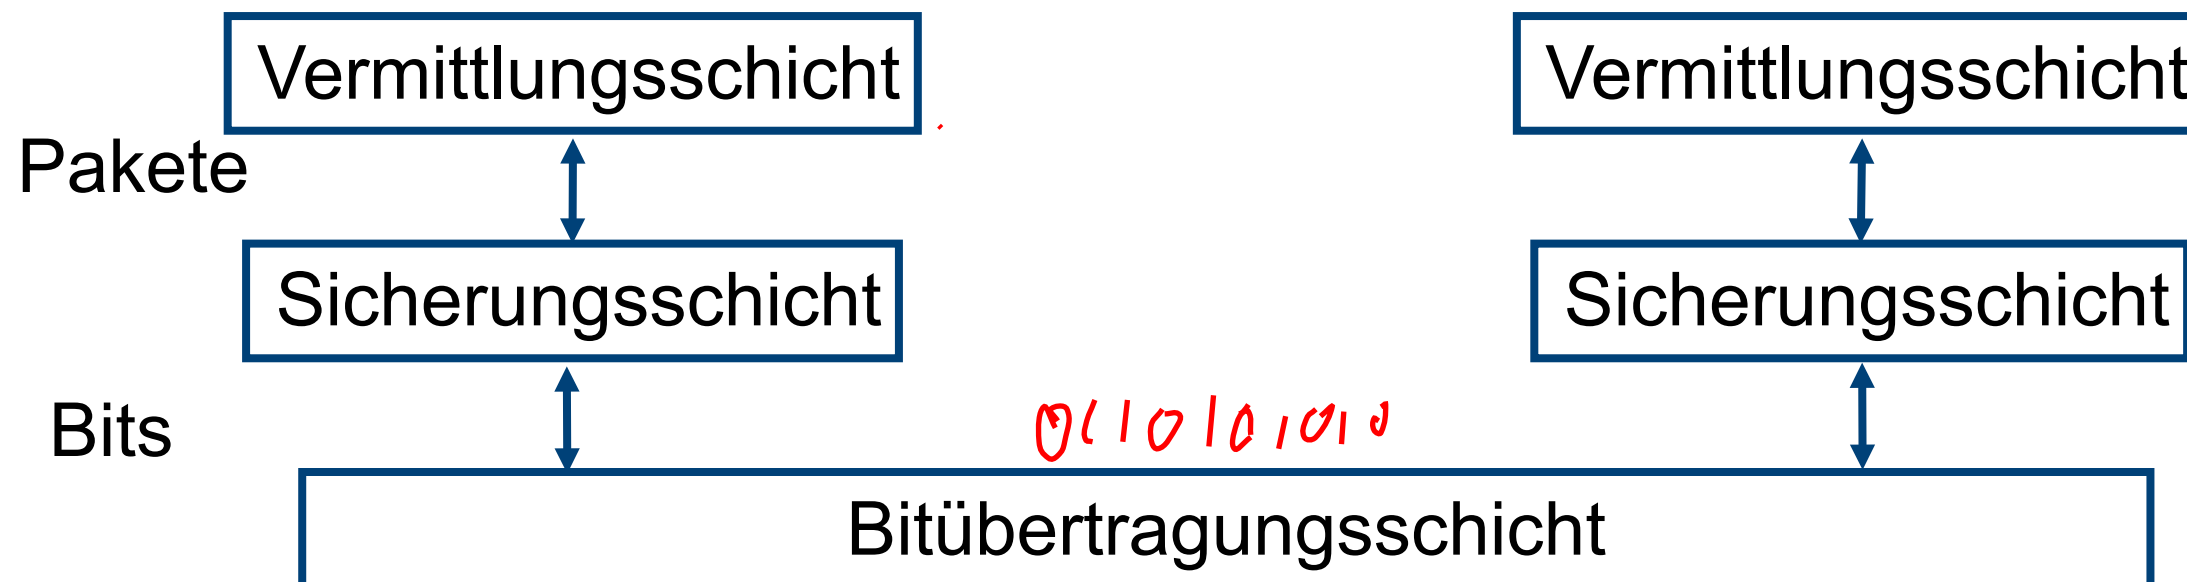 Vermittlungsschicht Vermittlungsschicht
Pakete
Sicherungsschicht Sicherungsschicht
Bits
0110101010
Bitübertragungsschicht